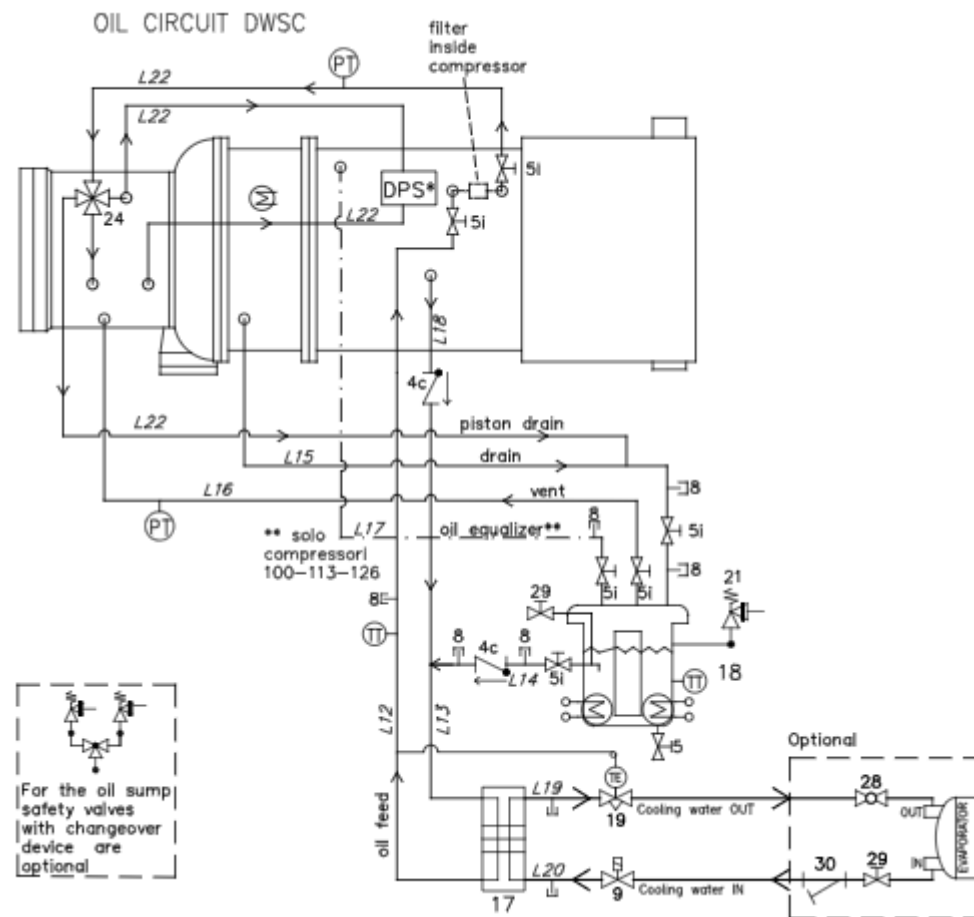 OIL CIRCUIT DWSC
filter
inside
compressor
PT
L22
L22
5i
DPS*
24
L22
5i
L18
4c
L22
piston drain
L15
drain
8
L16
vent
PT
8
L17
oil equalizer**
5i
** solo
compressorI
100-113-126
8
21
29
5i
5i
8
TT
8
4c
8
5i
L14
TT
18
L12
L13
5
Optional
For the oil sump
safety valves
with changeover
device are
optional
TE
L19
28
oil feed
19
Cooling water OUT
OUT
EVAPORATOR
IN
L20
30
29
9
Cooling water IN
17